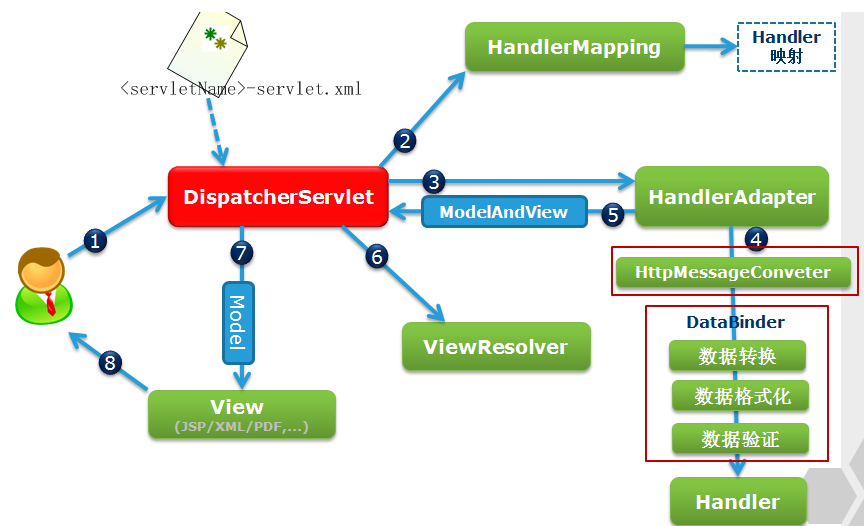 <servletName>-servlet.xml
HandlerMapping
Handler
映射
2
DispatcherServlet
3
HandlerAdapter
ModelAndView
5
1
7
6
4
HttpMessageConveter
Model
DataBinder
ViewResolver
数据转换
8
数据格式化
View
(JSP/XML/PDF,...)
数据验证
Handler